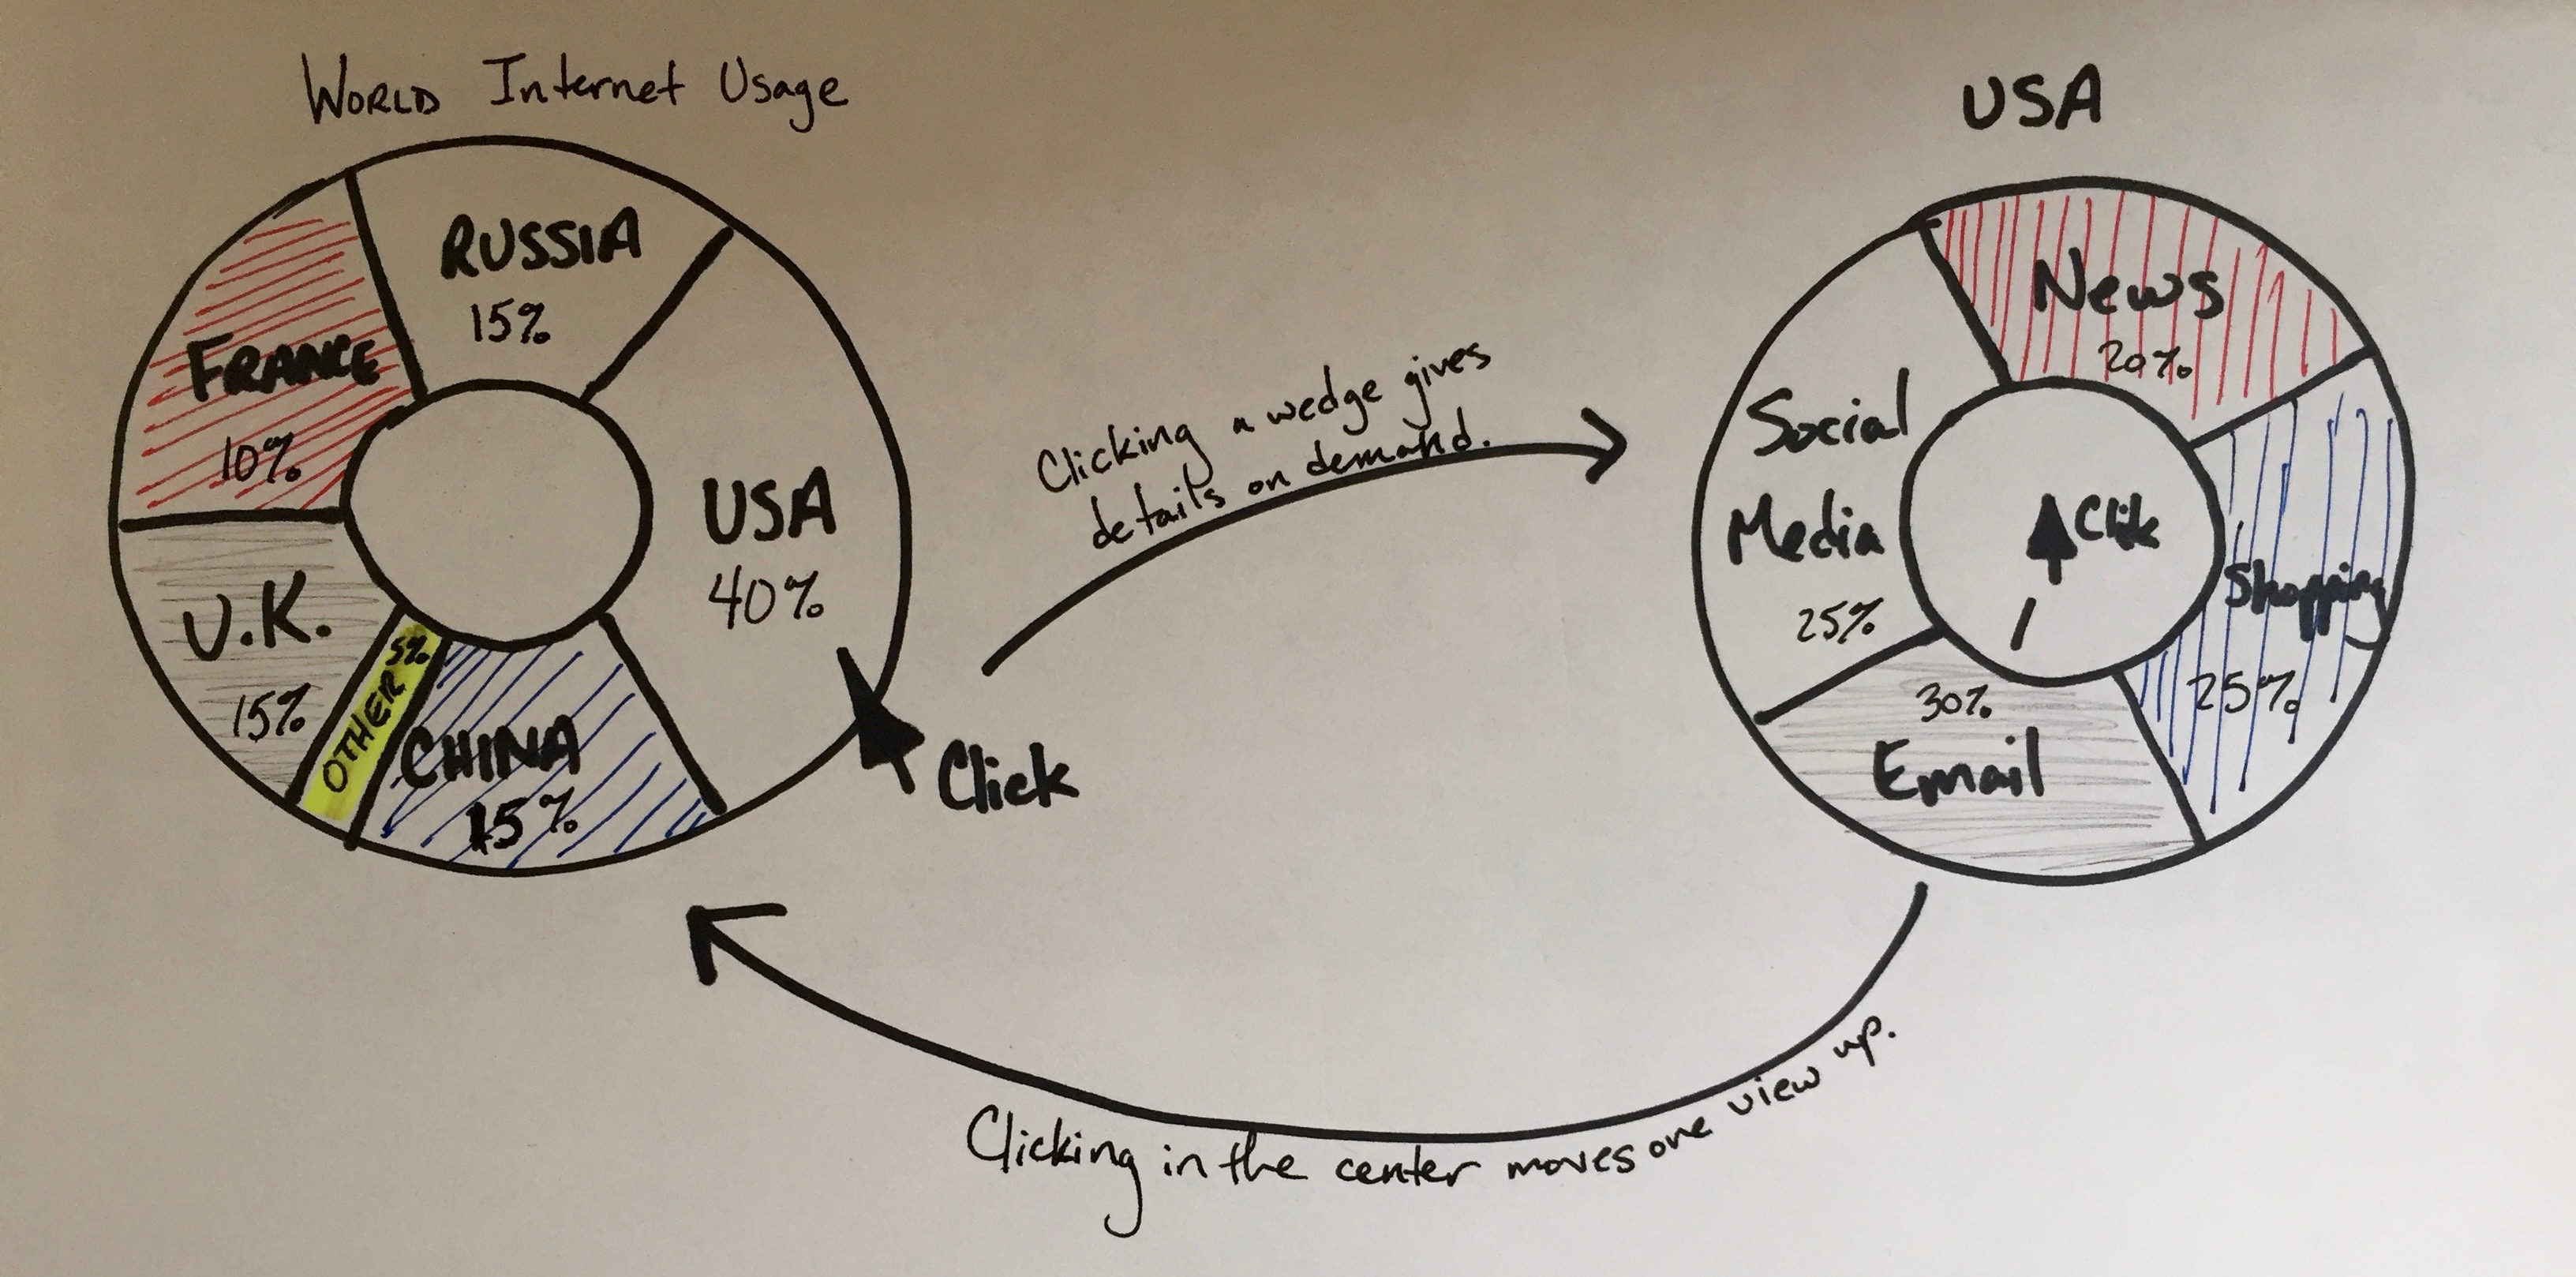 WORLD Internet Usage
RUSSIA
15%
FRANCE
10%
USA
40%
U.K.
15%
OTHER 5%
CHINA
15%
Click
Clicking a wedge gives
details on demand.
USA
News
20%
Social
Media
25%
Click
Shopping
25%
30%
Email
Clicking in the center moves one view up.